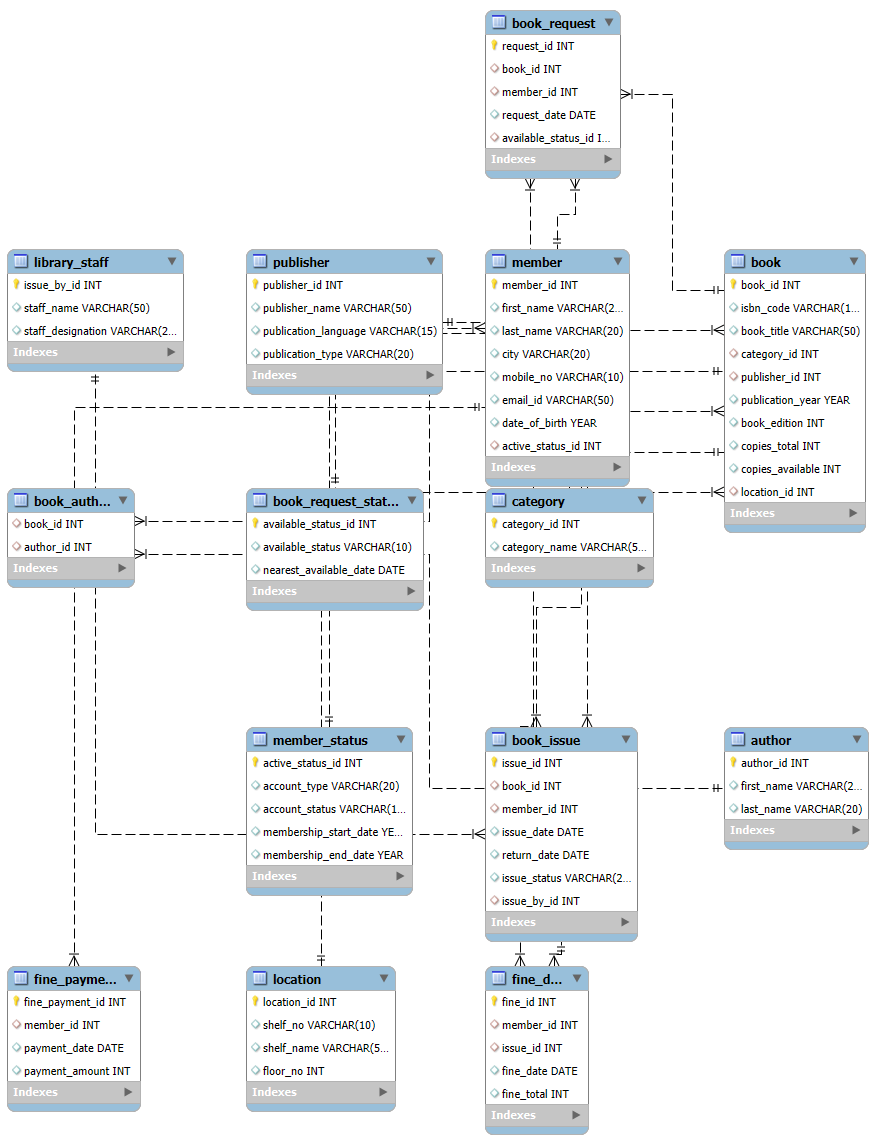 book_request
request_id INT
book_id INT
member_id INT
request_date DATE
available_status_id I...
Indexes
library_staff
issue_by_id INT
staff_name VARCHAR(50)
staff_designation VARCHAR(2...
Indexes
publisher
publisher_id INT
publisher_name VARCHAR(50)
publication_language VARCHAR(15)
publication_type VARCHAR(20)
Indexes
member
member_id INT
first_name VARCHAR(2...
last_name VARCHAR(20)
city VARCHAR(20)
mobile_no VARCHAR(10)
email_id VARCHAR(50)
date_of_birth YEAR
active_status_id INT
Indexes
book
book_id INT
isbn_code VARCHAR(1...
book_title VARCHAR(50)
category_id INT
publisher_id INT
publication_year YEAR
book_edition INT
copies_total INT
copies_available INT
location_id INT
Indexes
book_auth...
book_id INT
author_id INT
Indexes
book_request_stat...
available_status_id INT
available_status VARCHAR(10)
nearest_available_date DATE
Indexes
category
category_id INT
category_name VARCHAR(5...
Indexes
member_status
active_status_id INT
account_type VARCHAR(20)
account_status VARCHAR(1...
membership_start_date YE...
membership_end_date YEAR
Indexes
book_issue
issue_id INT
book_id INT
member_id INT
issue_date DATE
return_date DATE
issue_status VARCHAR(2...
issue_by_id INT
Indexes
author
author_id INT
first_name VARCHAR(2...
last_name VARCHAR(20)
Indexes
fine_payme...
fine_payment_id INT
member_id INT
payment_date DATE
payment_amount INT
Indexes
location
location_id INT
shelf_no VARCHAR(10)
shelf_name VARCHAR(5...
floor_no INT
Indexes
fine_d...
fine_id INT
member_id INT
issue_id INT
fine_date DATE
fine_total INT
Indexes